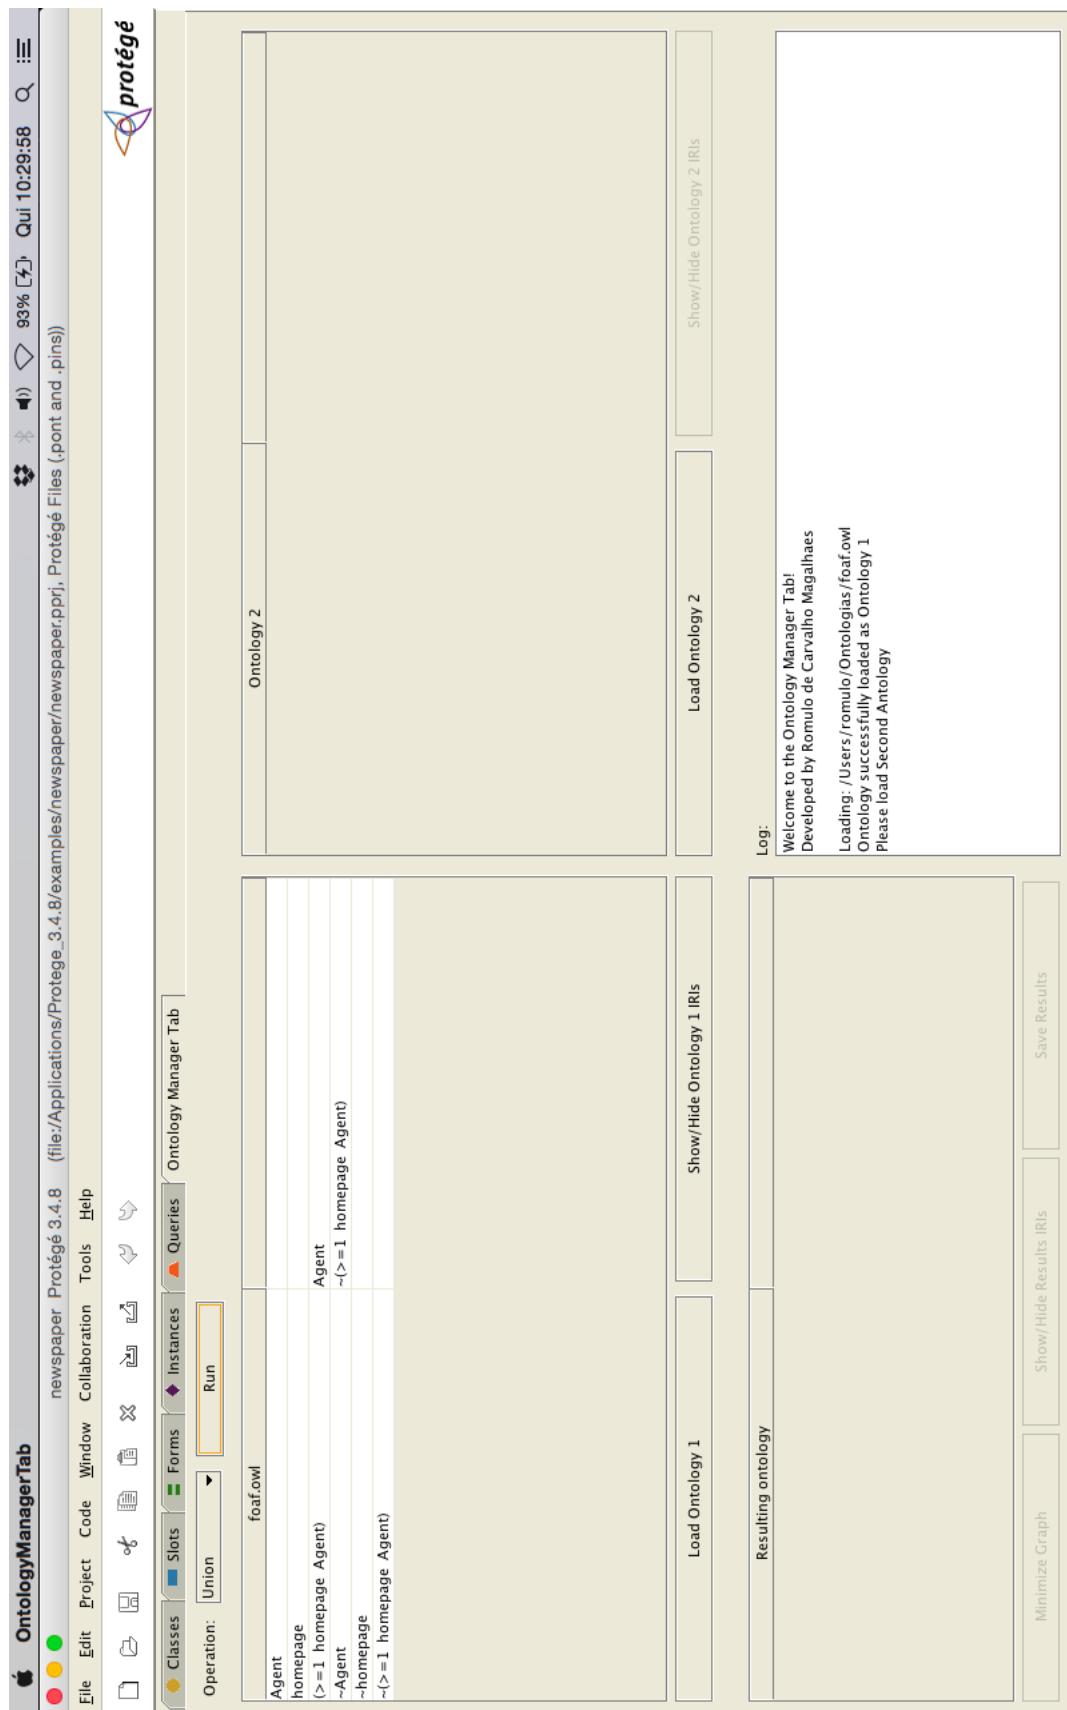 OntologyManagerTab 93% Qui 10:29:58
newspaper Protégé 3.4.8 (file:/Applications/Protege_3.4.8/examples/newspaper/newspaper.pprj, Protégé Files (.pont and .pins))
File Edit Project Code Window Collaboration Tools Help
protégé
Classes Slots Forms Instances Queries Ontology Manager Tab
Operation: Union Run
foaf.owl
Agent
homepage
(>=1 homepage Agent) Agent
~Agent ~(>=1 homepage Agent)
~homepage
~(>=1 homepage Agent)
Load Ontology 1 Show/Hide Ontology 1 IRIs
Ontology 2
Load Ontology 2 Show/Hide Ontology 2 IRIs
Resulting ontology
Minimize Graph Show/Hide Results IRIs Save Results
Log:
Welcome to the Ontology Manager Tab!
Developed by Romulo de Carvalho Magalhaes
Loading: /Users/romulo/Ontologias/foaf.owl
Ontology successfully loaded as Ontology 1
Please load Second Antology